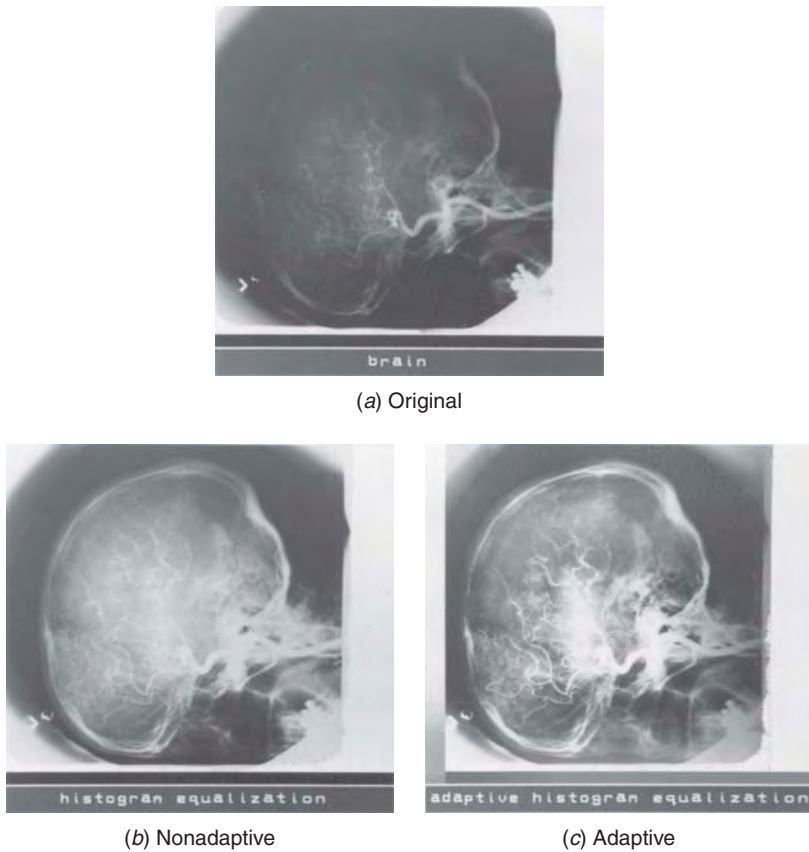 brain
(a) Original
histogram equalization
adaptive histogram equalization
(b) Nonadaptive
(c) Adaptive